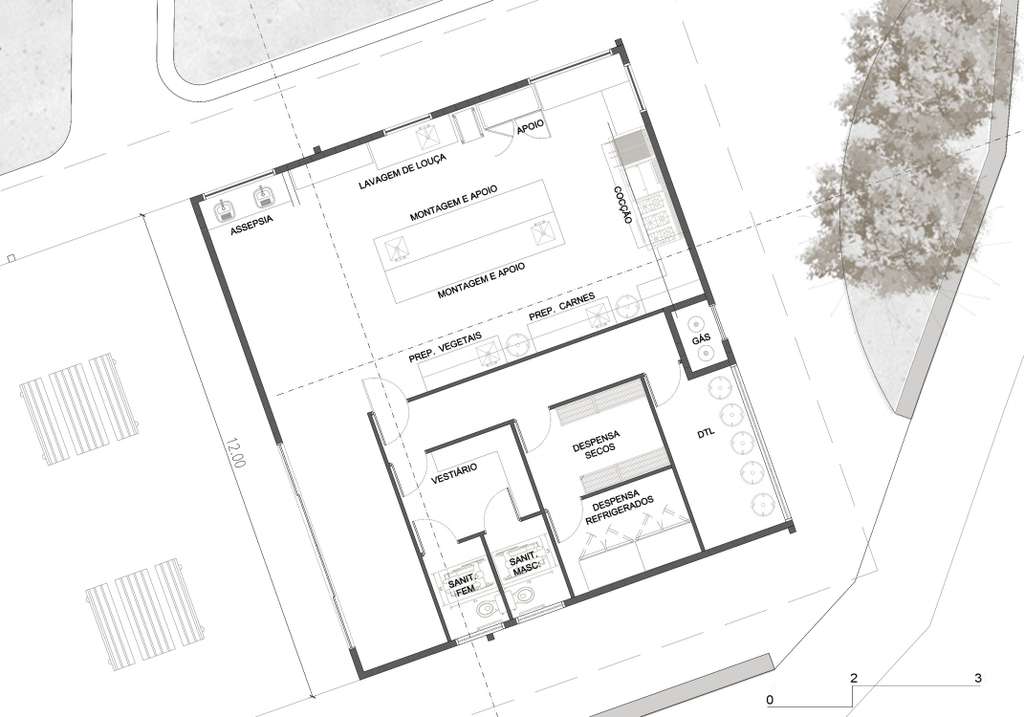 APOIO
LAVAGEM DE LOUÇA
ASSEPSIA
MONTAGEM E APOIO
COCÇÃO
MONTAGEM E APOIO
PREP. CARNES
PREP. VEGETAIS
GÁS
12.00
DTL
DESPENSA
SECOS
VESTIÁRIO
DESPENSA
REFRIGERADOS
SANIT.
FEM
SANIT.
MASC.
0
2
3